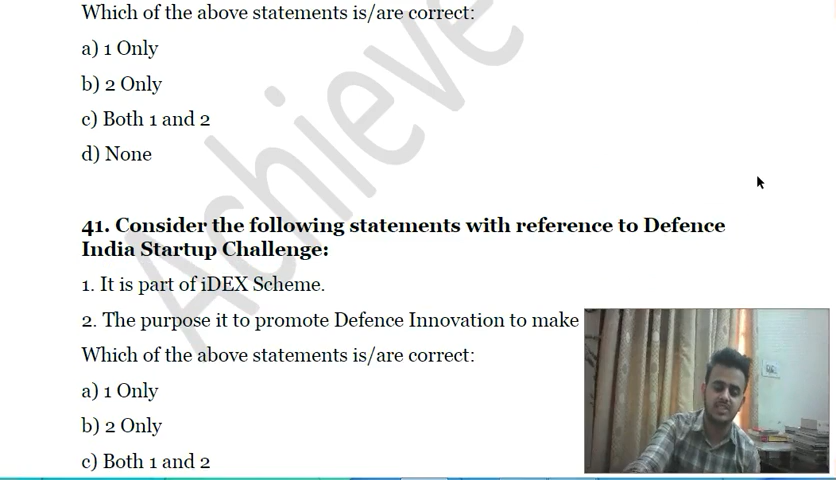 Which of the above statements is/are correct:
a) 1 Only
b) 2 Only
c) Both 1 and 2
d) None
Achieve
41. Consider the following statements with reference to Defence
India Startup Challenge:
1. It is part of iDEX Scheme.
2. The purpose it to promote Defence Innovation to make
Which of the above statements is/are correct:
a) 1 Only
b) 2 Only
c) Both 1 and 2